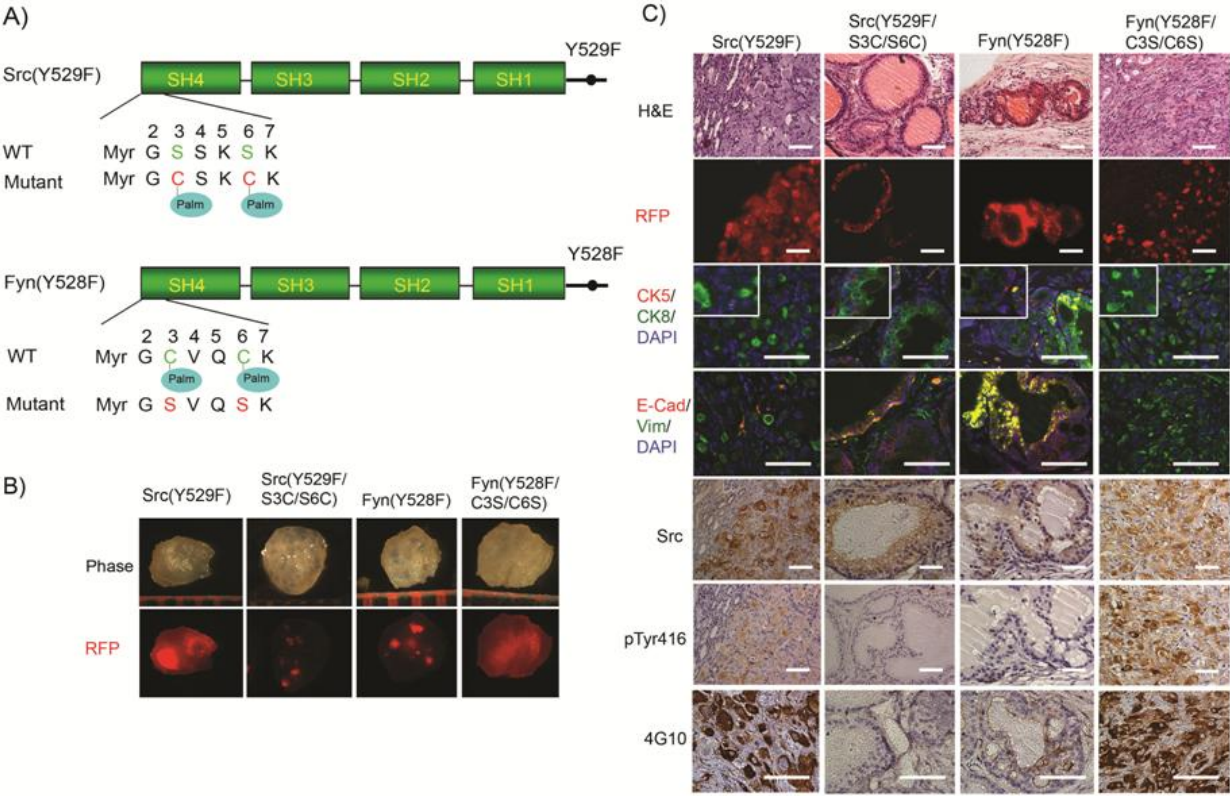 A)
Y529F
Src(Y529F)
SH4 SH3 SH2 SH1
2 3 4 5 6 7
WT Myr G S S K S K
Mutant Myr G C S K C K
Palm Palm
Y528F
Fyn(Y528F)
SH4 SH3 SH2 SH1
2 3 4 5 6 7
WT Myr G C V Q C K
Palm Palm
Mutant Myr G S V Q S K
B)
Src(Y529F)
Src(Y529F/
S3C/S6C)
Fyn(Y528F)
Fyn(Y528F/
C3S/C6S)
Phase
RFP
C)
Src(Y529F)
Src(Y529F/
S3C/S6C)
Fyn(Y528F)
Fyn(Y528F/
C3S/C6S)
H&E
RFP
CK5/
CK8/
DAPI
E-Cad/
Vim/
DAPI
Src
pTyr416
4G10